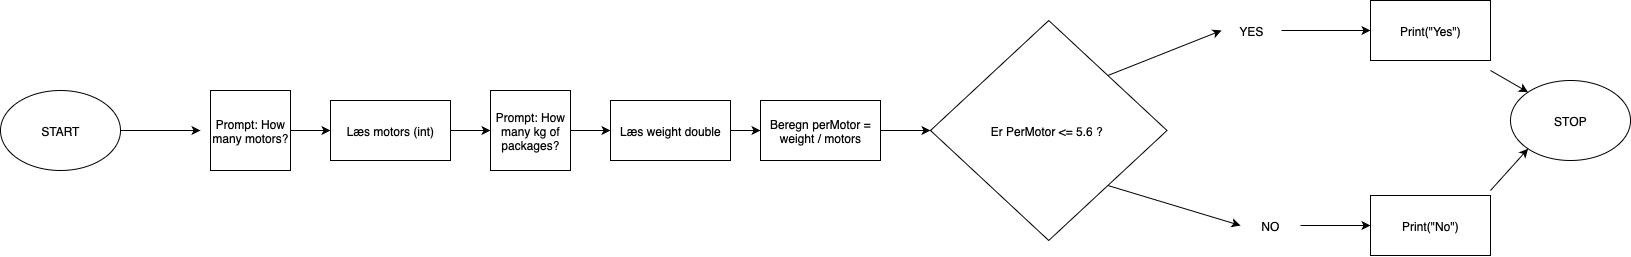 START
Prompt: How
many motors?
Læs motors (int)
Prompt: How
many kg of
packages?
Læs weight double
Beregn perMotor =
weight / motors
Er PerMotor <= 5.6 ?
YES
Print("Yes")
NO
Print("No")
STOP